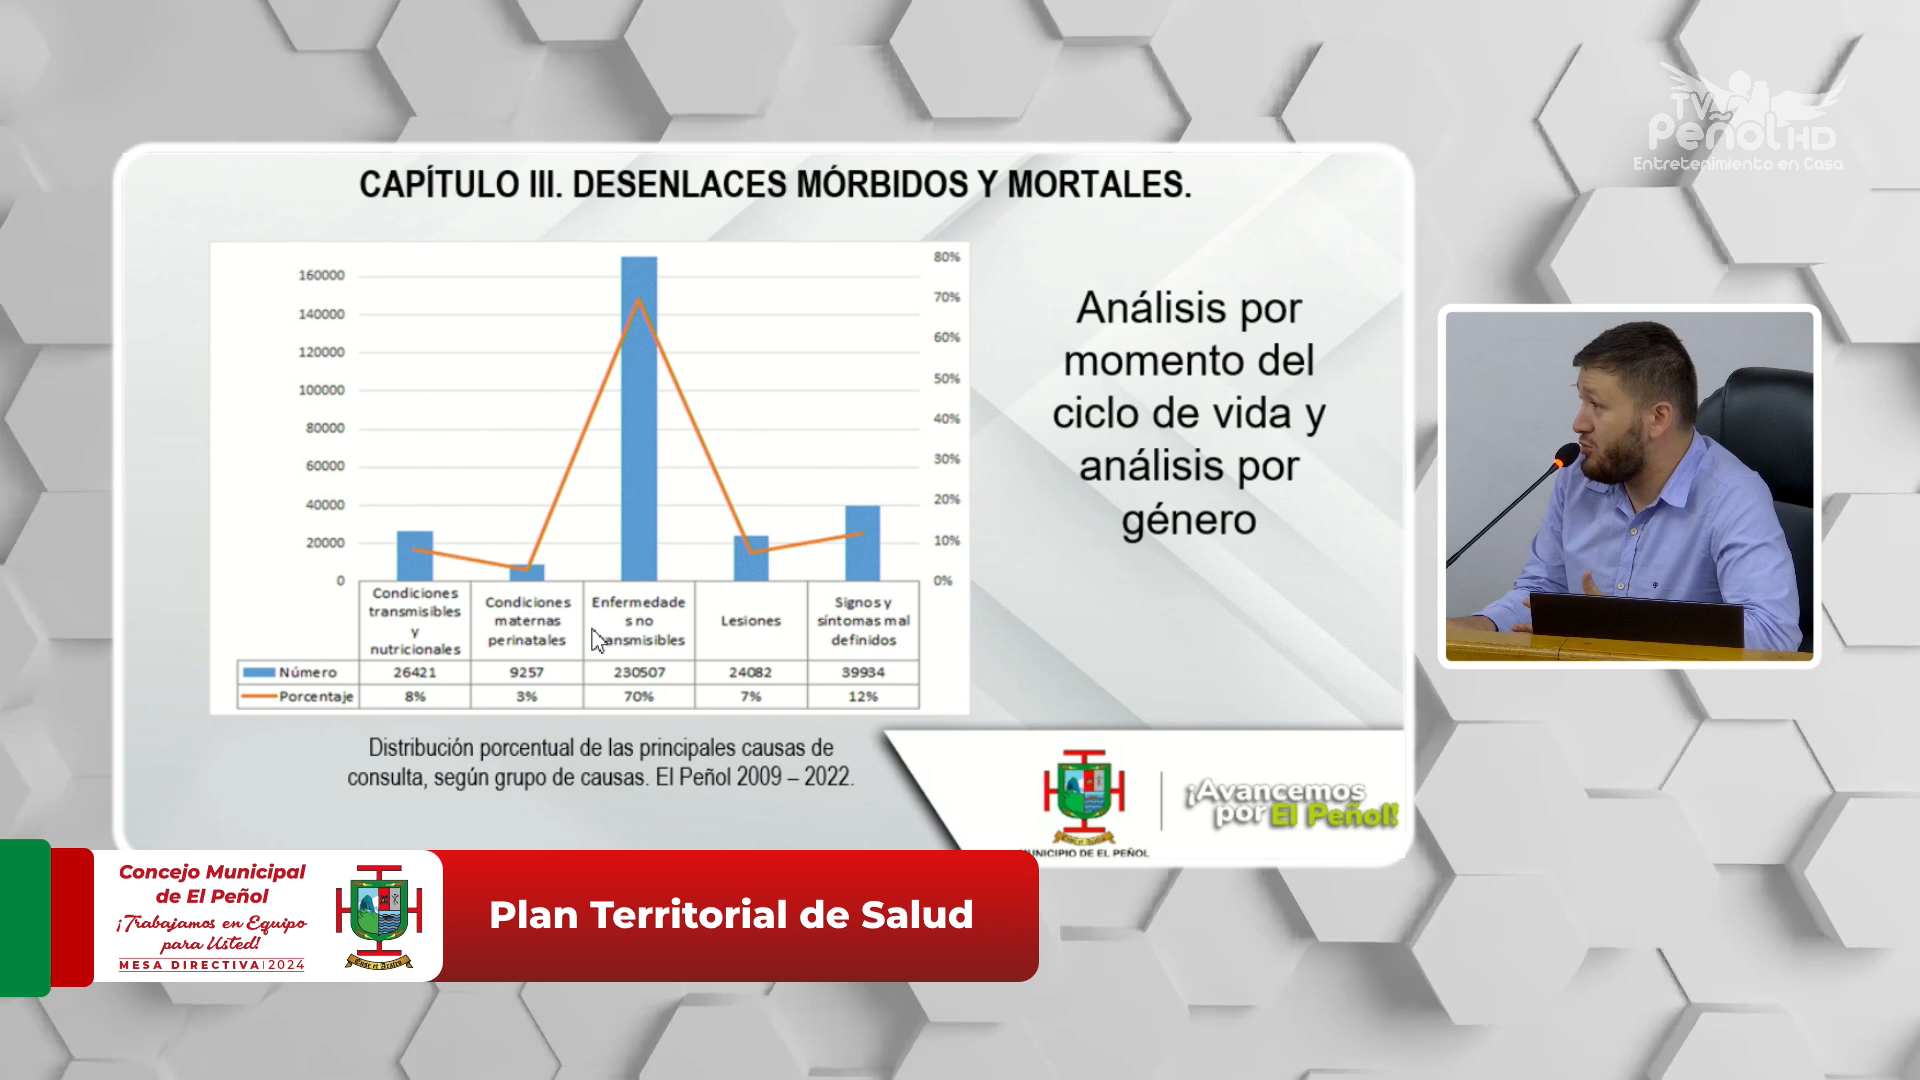 TV
Peñol HD
Entretenimiento en Casa
CAPÍTULO III. DESENLACES MÓRBIDOS Y MORTALES.
160000
140000
120000
100000
80000
60000
40000
20000
0
80%
70%
60%
50%
40%
30%
20%
10%
0%
Condiciones
transmisibles
y
nutricionales
Condiciones
maternas
perinatales
Enfermedade
s no
ansmisibles
Lesiones
Signos y
síntomas mal
definidos
Número 26421 9257 230507 24082 39934
Porcentaje 8% 3% 70% 7% 12%
Distribución porcentual de las principales causas de
consulta, según grupo de causas. El Peñol 2009 – 2022.
Análisis por
momento del
ciclo de vida y
análisis por
género
MUNICIPIO DE EL PEÑOL
¡Avancemos
por El Peñol!
Concejo Municipal
de El Peñol
¡Trabajamos en Equipo
para Usted!
MESA DIRECTIVA|2024
Plan Territorial de Salud